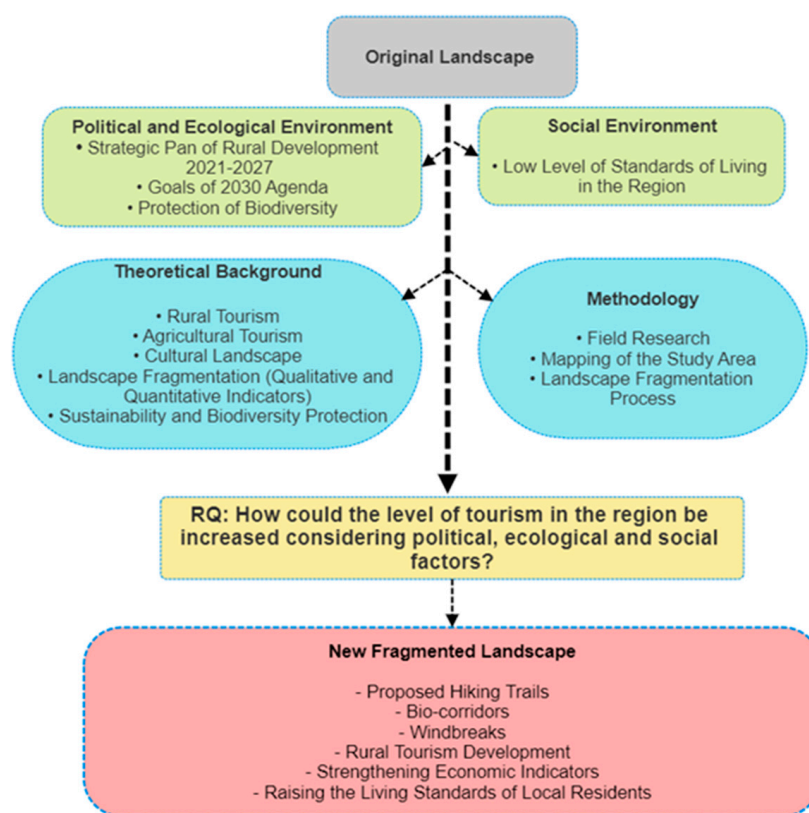 Original Landscape
Political and Ecological Environment
• Strategic Pan of Rural Development
2021-2027
• Goals of 2030 Agenda
• Protection of Biodiversity
Social Environment
• Low Level of Standards of Living
in the Region
Theoretical Background
• Rural Tourism
• Agricultural Tourism
• Cultural Landscape
• Landscape Fragmentation (Qualitative and
Quantitative Indicators)
• Sustainability and Biodiversity Protection
Methodology
• Field Research
• Mapping of the Study Area
• Landscape Fragmentation
Process
RQ: How could the level of tourism in the region be
increased considering political, ecological and social
factors?
New Fragmented Landscape
- Proposed Hiking Trails
- Bio-corridors
- Windbreaks
- Rural Tourism Development
- Strengthening Economic Indicators
- Raising the Living Standards of Local Residents